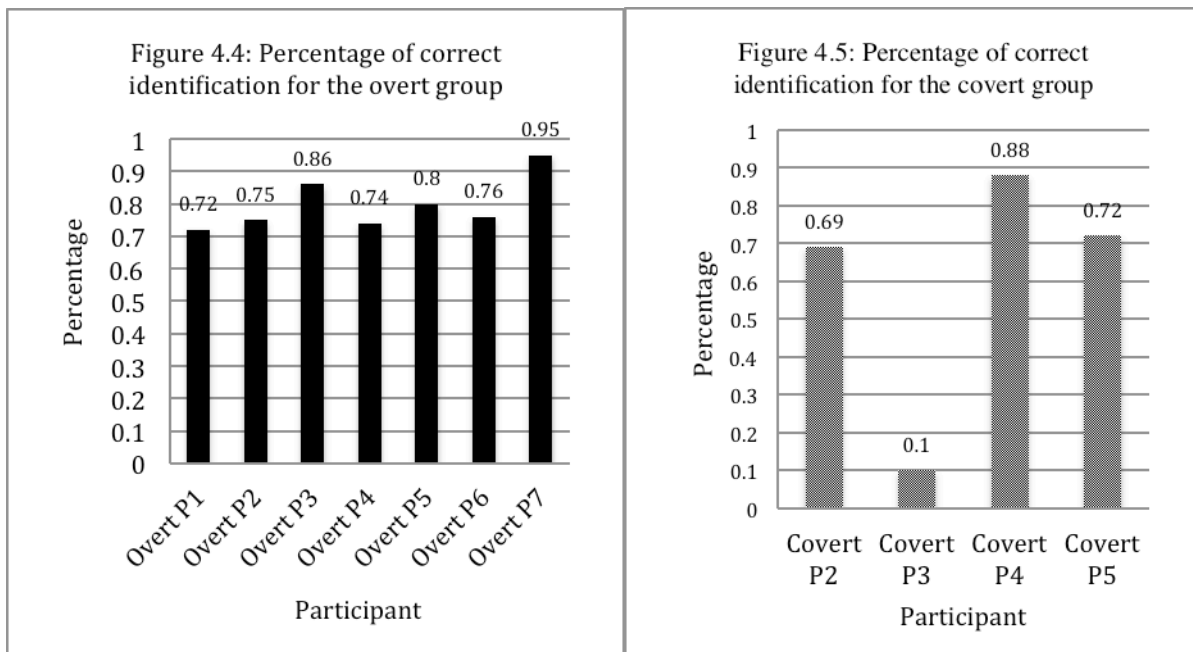 Figure 4.4: Percentage of correct
identification for the overt group
Percentage
1
0.9
0.8
0.7
0.6
0.5
0.4
0.3
0.2
0.1
0
0.72
0.75
0.86
0.74
0.8
0.76
0.95
Overt P1
Overt P2
Overt P3
Overt P4
Overt P5
Overt P6
Overt P7
Participant
Figure 4.5: Percentage of correct
identification for the covert group
Percentage
1
0.9
0.8
0.7
0.6
0.5
0.4
0.3
0.2
0.1
0
0.69
0.1
0.88
0.72
Covert P2
Covert P3
Covert P4
Covert P5
Participant